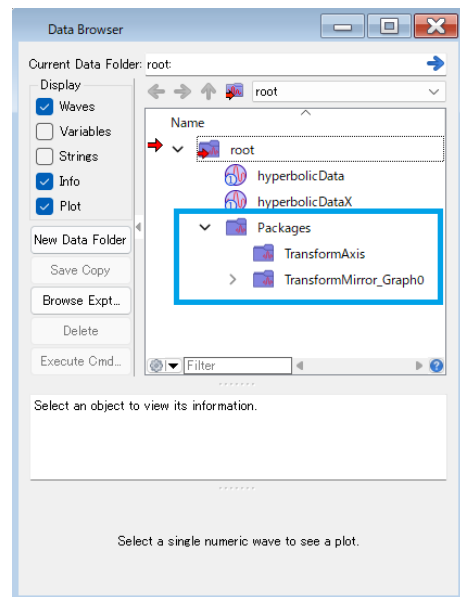 Data Browser
Current Data Folder: root:
Display
Waves
Variables
Strings
Info
Plot
New Data Folder
Save Copy
Browse Expt...
Delete
Execute Cmd...
root
Name
root
hyperbolicData
hyperbolicDataX
Packages
TransformAxis
TransformMirror_Graph0
Filter
Select an object to view its information.
Select a single numeric wave to see a plot.